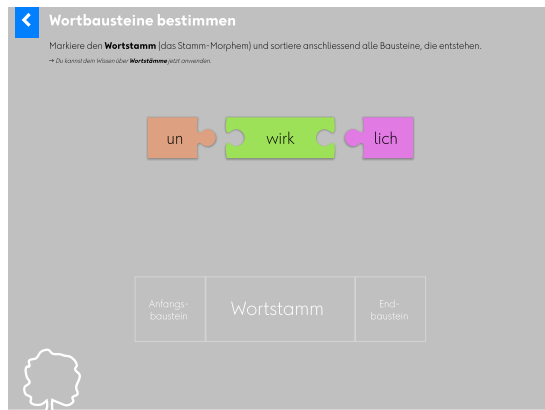 Wortbausteine bestimmen
Markiere den Wortstamm (das Stamm-Morphem) und sortiere anschliessend alle Bausteine, die entstehen.
→ Du kannst dein Wissen über Wortstämme jetzt anwenden.
un wirk lich
Anfangs-
baustein
Wortstamm
End-
baustein